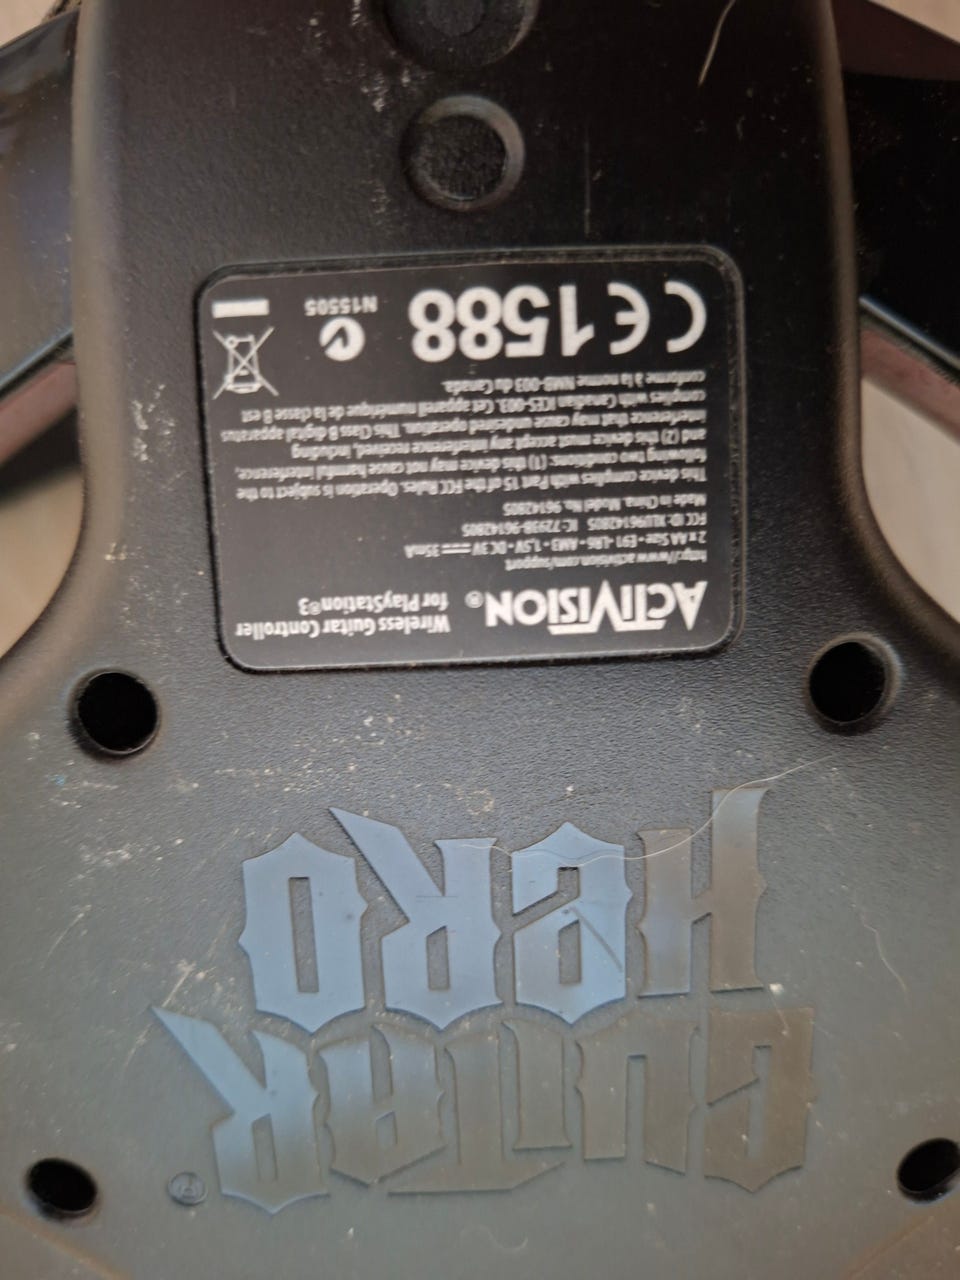 ACTIVISION®
Wireless Guitar Controller
for PlayStation®3
http://www.activision.com/support
2 x AA Size - E91 -LR6 - AM3 - 1,5V - DC 3V 35mA
FCC ID: XLU96142805 IC: 7293B-96142805
Made in China. Model No. 96142805
This device complies with Part 15 of the FCC Rules. Operation is subject to the
following two conditions: (1) this device may not cause harmful interference,
and (2) this device must accept any interference received, including
interference that may cause undesired operation. This Class B digital apparatus
complies with Canadian ICES-003. Cet appareil numérique de la classe B est
conforme à la norme NMB-003 du Canada.
CE 1588
N15505
GUITAR
HERO
®